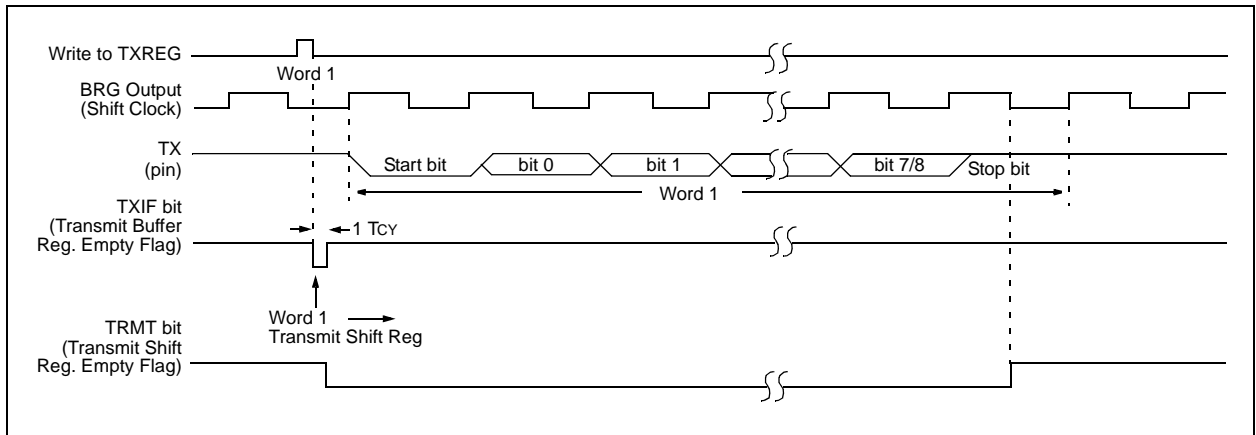 Write to TXREG
Word 1
BRG Output
(Shift Clock)
TX
(pin)
Start bit
bit 0
bit 1
bit 7/8
Stop bit
Word 1
TXIF bit
(Transmit Buffer
Reg. Empty Flag)
1 TCY
Word 1
Transmit Shift Reg
TRMT bit
(Transmit Shift
Reg. Empty Flag)